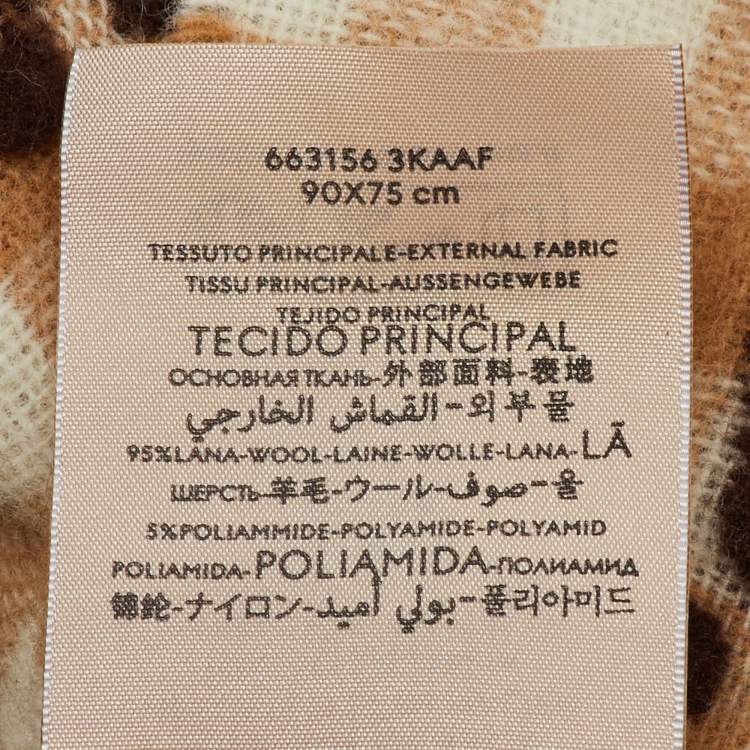 663156 3KAAF
90X75 cm
TESSUTO PRINCIPALE-EXTERNAL FABRIC
TISSU PRINCIPAL-AUSSENGEWEBE
TEJIDO PRINCIPAL
TECIDO PRINCIPAL
ОСНОВНАЯ ТКАНЬ-外部面料-表地
القماش الخارجي-외부물
95%LANA-WOOL-LAINE-WOLLE-LANA-LÃ
ШЕРСТЬ-羊毛-ウール-صوف-울
5%POLIAMMIDE-POLYAMIDE-POLYAMID
POLIAMIDA-POLIAMIDA-ПОЛИАМИД
锦纶-ナイロン-بولي أميد-폴리아미드